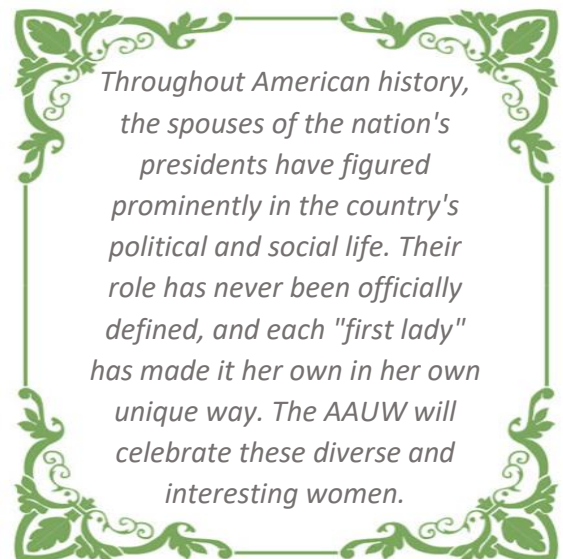 Throughout American history,
the spouses of the nation's
presidents have figured
prominently in the country's
political and social life. Their
role has never been officially
defined, and each "first lady"
has made it her own in her own
unique way. The AAUW will
celebrate these diverse and
interesting women.